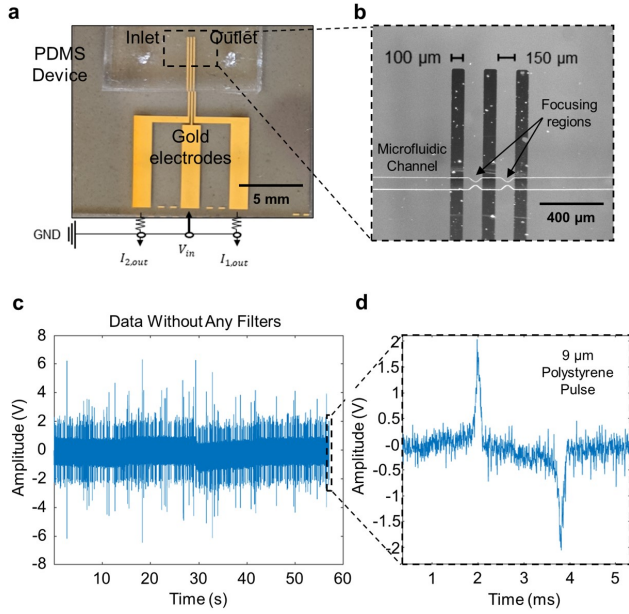 a
Inlet
Outlet
PDMS
Device
Gold
electrodes
5 mm
GND
I2,out
Vin
I1,out
b
100 µm
150 µm
Focusing
regions
Microfluidic
Channel
400 µm
c
Data Without Any Filters
Amplitude (V)
8
6
4
2
0
-2
-4
-6
-8
10
20
30
40
50
60
Time (s)
d
Amplitude (V)
2
1.5
1
0.5
0
-0.5
-1
-1.5
-2
9 µm
Polystyrene
Pulse
1
2
3
4
5
Time (ms)